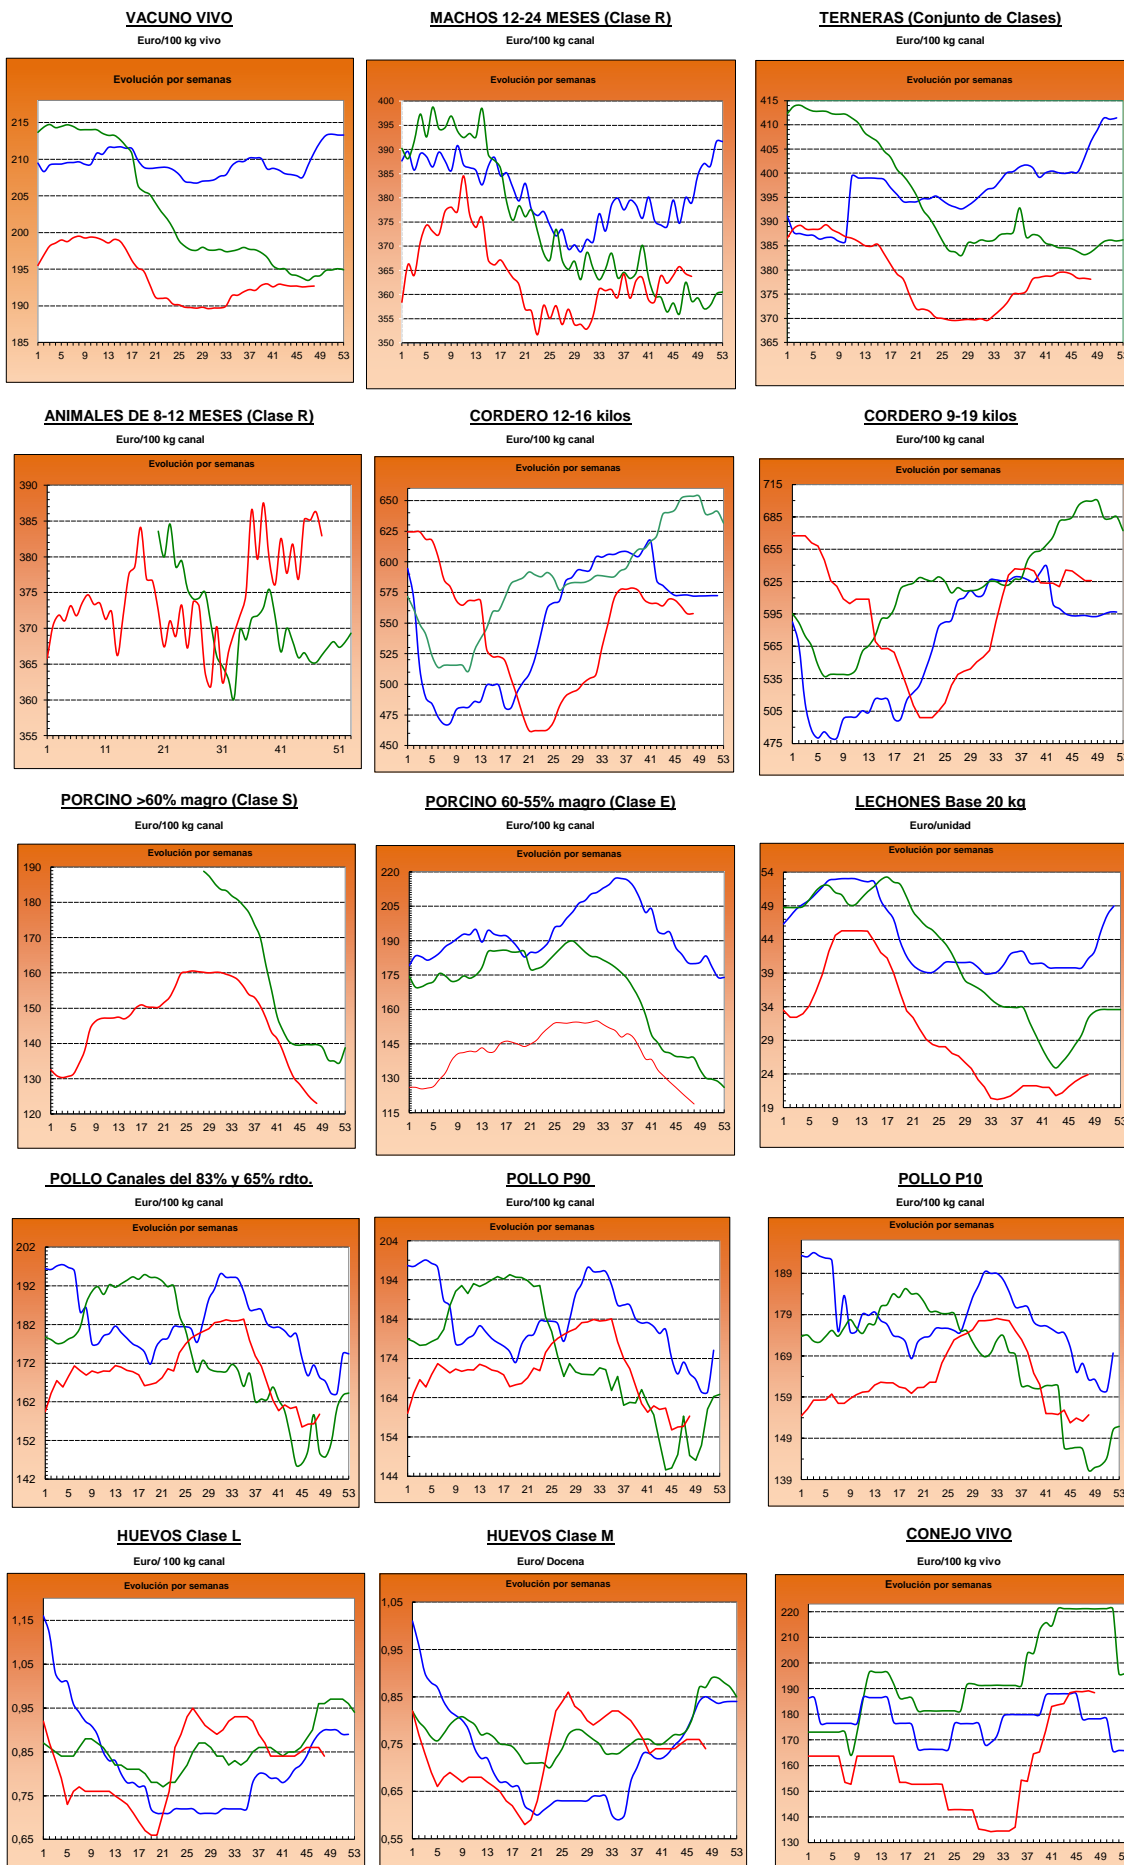 VACUNO VIVO
Euro/100 kg vivo
Evolución por semanas
215
210
205
200
195
190
185
1 5 9 13 17 21 25 29 33 37 41 45 49 53
MACHOS 12-24 MESES (Clase R)
Euro/100 kg canal
Evolución por semanas
400
395
390
385
380
375
370
365
360
355
350
1 5 9 13 17 21 25 29 33 37 41 45 49 53
TERNERAS (Conjunto de Clases)
Euro/100 kg canal
Evolución por semanas
415
410
405
400
395
390
385
380
375
370
365
1 5 9 13 17 21 25 29 33 37 41 45 49 53
ANIMALES DE 8-12 MESES (Clase R)
Euro/100 kg canal
Evolución por semanas
390
385
380
375
370
365
360
355
1 11 21 31 41 51
CORDERO 12-16 kilos
Euro/100 kg canal
Evolución por semanas
650
625
600
575
550
525
500
475
450
1 5 9 13 17 21 25 29 33 37 41 45 49 53
CORDERO 9-19 kilos
Euro/100 kg canal
Evolución por semanas
715
685
655
625
595
565
535
505
475
1 5 9 13 17 21 25 29 33 37 41 45 49 53
PORCINO >60% magro (Clase S)
Euro/100 kg canal
Evolución por semanas
190
180
170
160
150
140
130
120
1 5 9 13 17 21 25 29 33 37 41 45 49 53
PORCINO 60-55% magro (Clase E)
Euro/100 kg canal
Evolución por semanas
220
205
190
175
160
145
130
115
1 5 9 13 17 21 25 29 33 37 41 45 49 53
LECHONES Base 20 kg
Euro/unidad
Evolución por semanas
54
49
44
39
34
29
24
19
1 5 9 13 17 21 25 29 33 37 41 45 49 53
POLLO Canales del 83% y 65% rdto.
Euro/100 kg canal
Evolución por semanas
202
192
182
172
162
152
142
1 5 9 13 17 21 25 29 33 37 41 45 49 53
POLLO P90
Euro/100 kg canal
Evolución por semanas
204
194
184
174
164
154
144
1 5 9 13 17 21 25 29 33 37 41 45 49 53
POLLO P10
Euro/100 kg canal
Evolución por semanas
189
179
169
159
149
139
1 5 9 13 17 21 25 29 33 37 41 45 49 53
HUEVOS Clase L
Euro/ 100 kg canal
Evolución por semanas
1,15
1,05
0,95
0,85
0,75
0,65
1 5 9 13 17 21 25 29 33 37 41 45 49 53
HUEVOS Clase M
Euro/ Docena
Evolución por semanas
1,05
0,95
0,85
0,75
0,65
0,55
1 5 9 13 17 21 25 29 33 37 41 45 49 53
CONEJO VIVO
Euro/100 kg vivo
Evolución por semanas
220
210
200
190
180
170
160
150
140
130
1 5 9 13 17 21 25 29 33 37 41 45 49 53